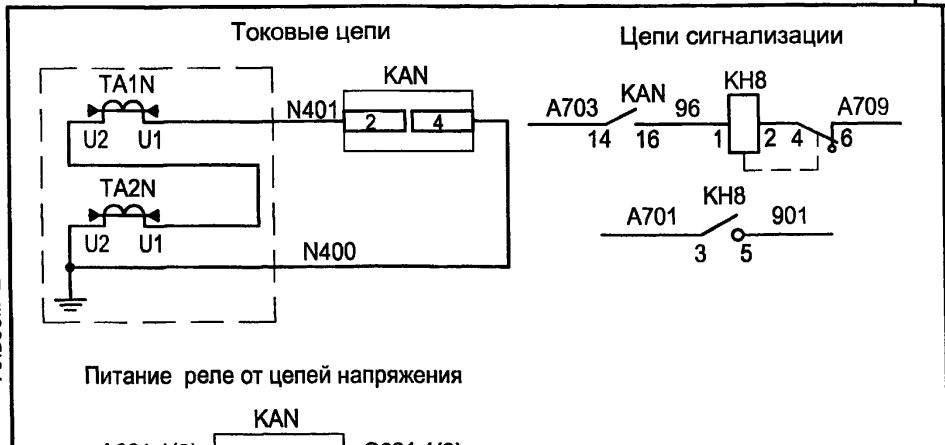 Токовые цепи
Цепи сигнализации
TA1N
U2 U1
N401
KAN
2 4
TA2N
U2 U1
N400
A703 KAN 96 KH8 A709
14 16 1 2 4 6
KH8
A701 901
3 5
Питание реле от цепей напряжения
KAN